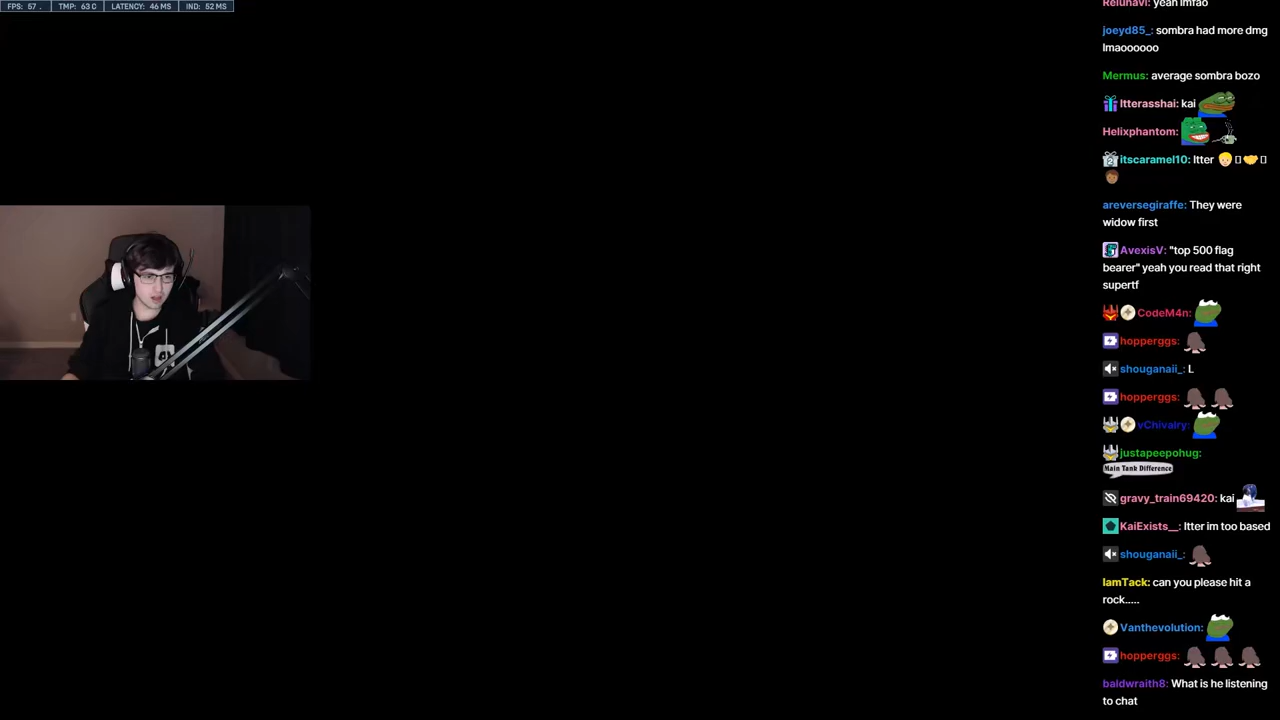 FPS: 57 . TMP: 63 C LATENCY: 46 MS IND: 52 MS
Relunavi: yeah lmfao
joeyd85_: sombra had more dmg
lmaoooooo
Mermus: average sombra bozo
Itterasshai: kai
Helixphantom:
2 itscaramel10: Itter
areversegiraffe: They were
widow first
AvexisV: "top 500 flag
bearer" yeah you read that right
supertf
CodeM4n:
hopperggs:
shouganaii_: L
hopperggs:
vChivalry:
justapeepohug:
Main Tank Difference
gravy_train69420: kai
KaiExists__: Itter im too based
shouganaii_:
IamTack: can you please hit a
rock.....
Vanthevolution:
hopperggs:
baldwraith8: What is he listening
to chat